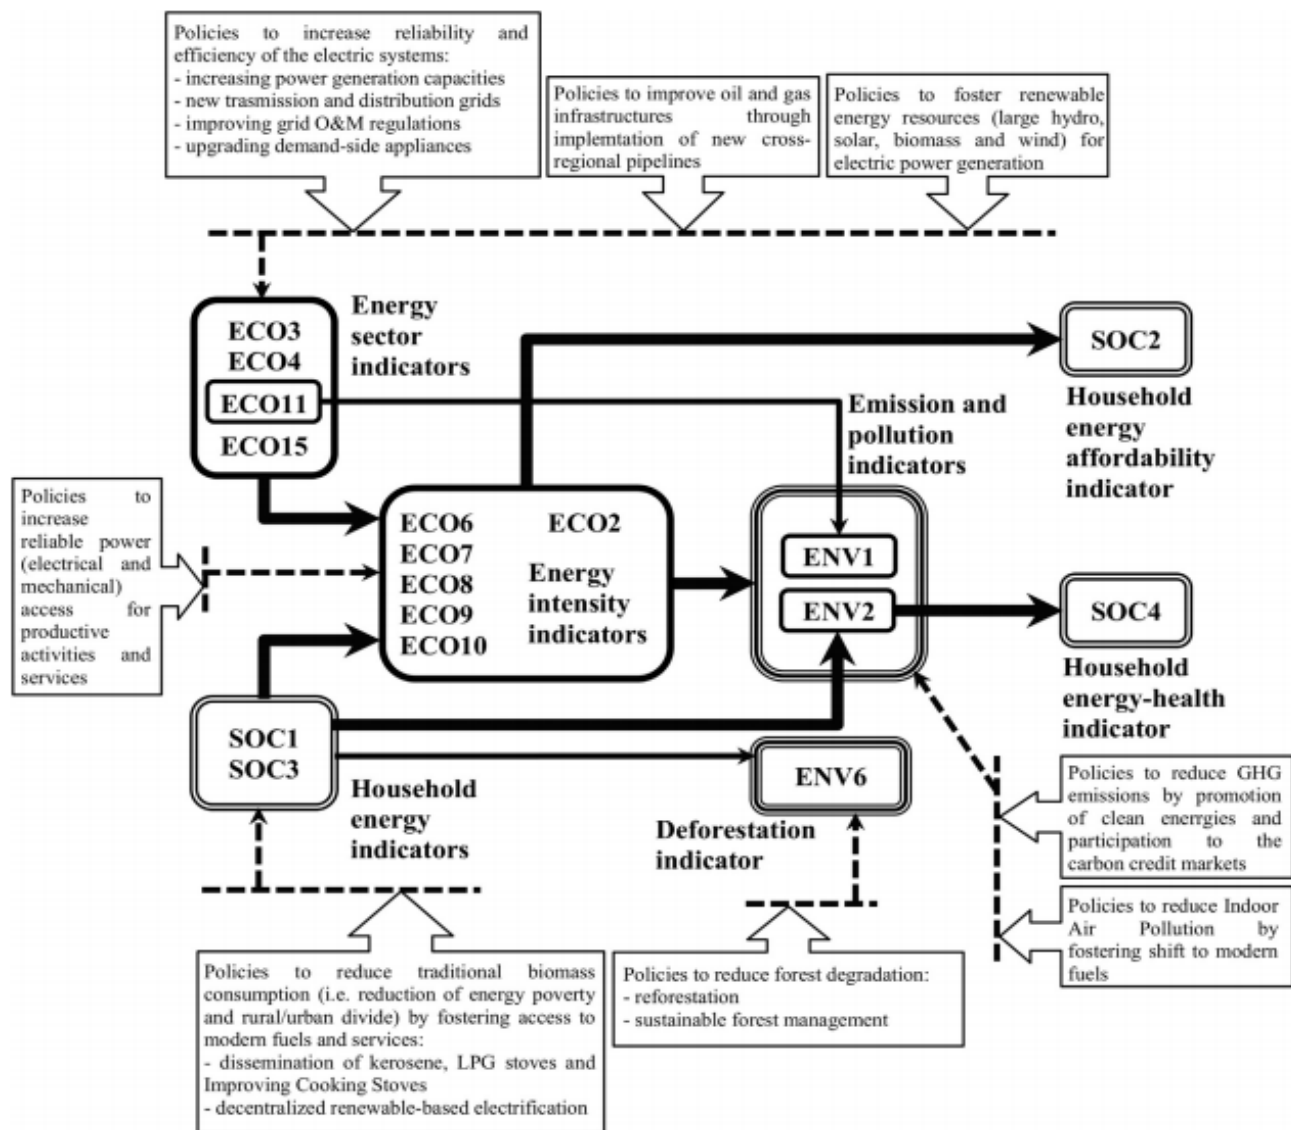 Policies to increase reliability and
efficiency of the electric systems:
- increasing power generation capacities
- new trasmission and distribution grids
- improving grid O&M regulations
- upgrading demand-side appliances
Policies to improve oil and gas
infrastructures through
implemtation of new cross-
regional pipelines
Policies to foster renewable
energy resources (large hydro,
solar, biomass and wind) for
electric power generation
ECO3
ECO4
ECO11
ECO15
Energy
sector
indicators
SOC2
Household
energy
affordability
indicator
Emission and
pollution
indicators
Policies to
increase
reliable power
(electrical and
mechanical)
access for
productive
activities and
services
ECO6
ECO7
ECO8
ECO9
ECO10
ECO2
Energy
intensity
indicators
ENV1
ENV2
SOC4
Household
energy-health
indicator
SOC1
SOC3
Household
energy
indicators
ENV6
Deforestation
indicator
Policies to reduce GHG
emissions by promotion
of clean enerrgies and
participation to the
carbon credit markets
Policies to reduce Indoor
Air Pollution by
fostering shift to modern
fuels
Policies to reduce traditional biomass
consumption (i.e. reduction of energy poverty
and rural/urban divide) by fostering access to
modern fuels and services:
- dissemination of kerosene, LPG stoves and
Improving Cooking Stoves
- decentralized renewable-based electrification
Policies to reduce forest degradation:
- reforestation
- sustainable forest management